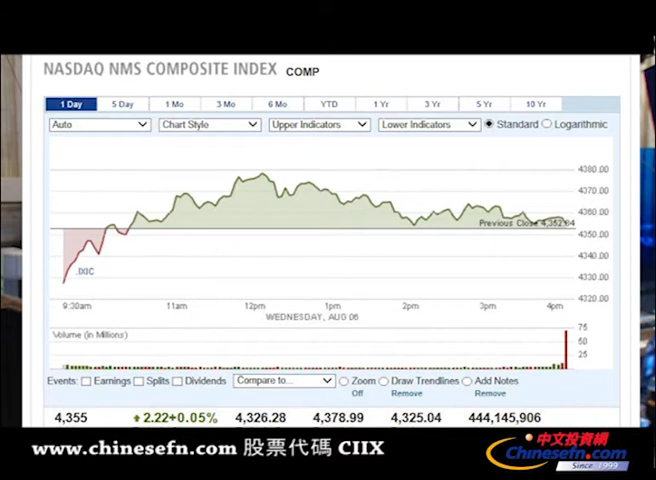 NASDAQ NMS COMPOSITE INDEX COMP
1 Day 5 Day 1 Mo 3 Mo 6 Mo YTD 1 Yr 3 Yr 5 Yr 10 Yr
Auto Chart Style Upper Indicators Lower Indicators Standard Logarithmic
4380.00
4370.00
4360.00
Previous Close 4,352.84
4350.00
4340.00
.IXIC
4330.00
4320.00
9:30am 11am 12pm 1pm 2pm 3pm 4pm
WEDNESDAY, AUG 06
Volume (in Millions)
75
50
25
Events: Earnings Splits Dividends Compare to... Zoom Draw Trendlines Add Notes
Off Remove Remove
4,355 2.22+0.05% 4,326.28 4,378.99 4,325.04 444,145,906
www.chinesefn.com 股票代碼 CIIX
中文投資網
Chinesefn.com
Since 1999